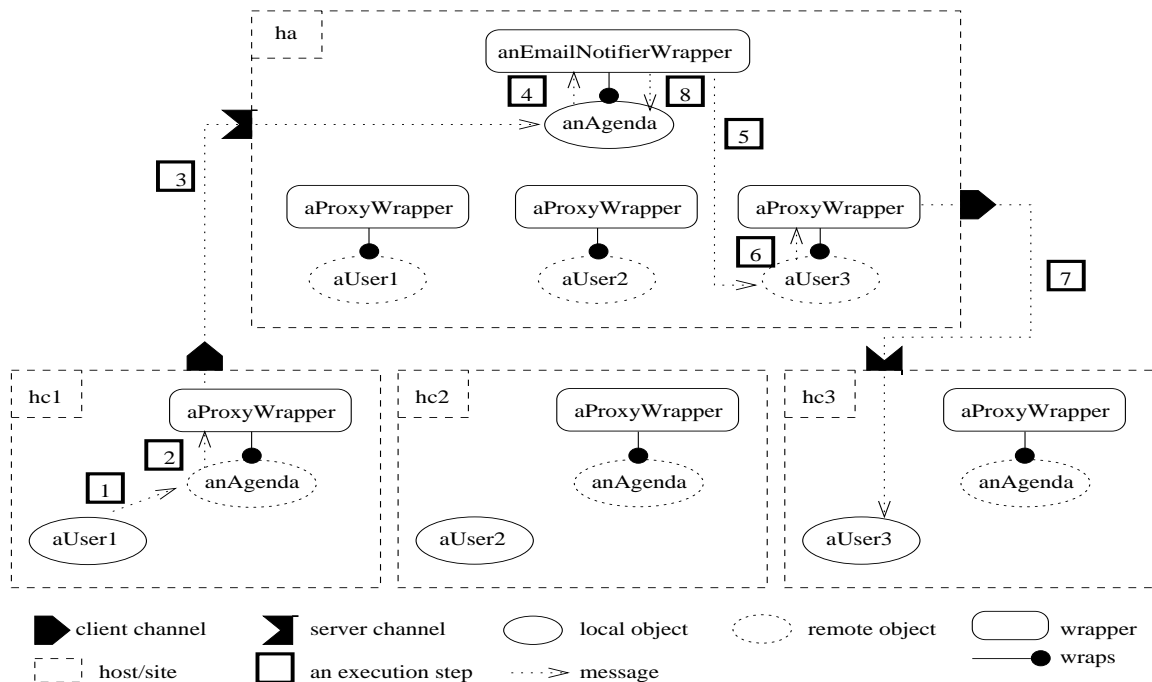 ha
anEmailNotifierWrapper
4
8
anAgenda
5
3
aProxyWrapper
aProxyWrapper
aProxyWrapper
6
7
aUser1
aUser2
aUser3
hc1
hc2
hc3
aProxyWrapper
aProxyWrapper
aProxyWrapper
2
1
anAgenda
anAgenda
anAgenda
aUser1
aUser2
aUser3
client channel
server channel
local object
remote object
wrapper
host/site
an execution step
message
wraps